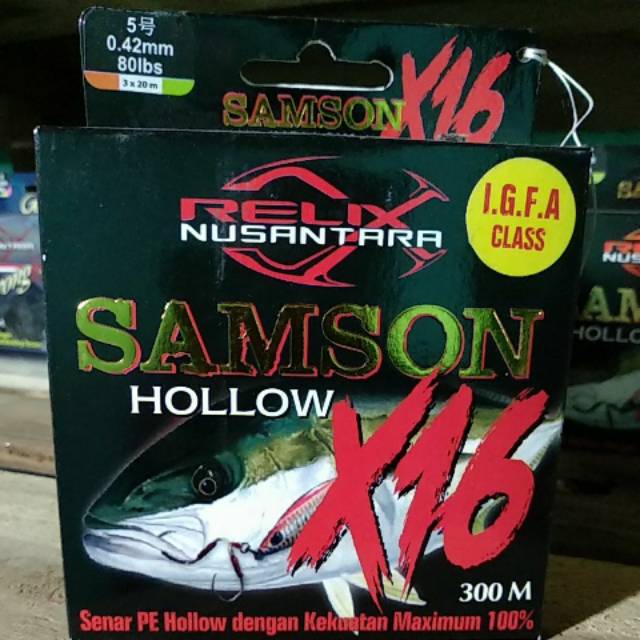 5号
0.42mm
80lbs
3 x 20 m
SAMSON X16
RELIX
NUSANTARA
I.G.F.A
CLASS
SAMSON
HOLLOW
X16
300 M
Senar PE Hollow dengan Kekuatan Maximum 100%